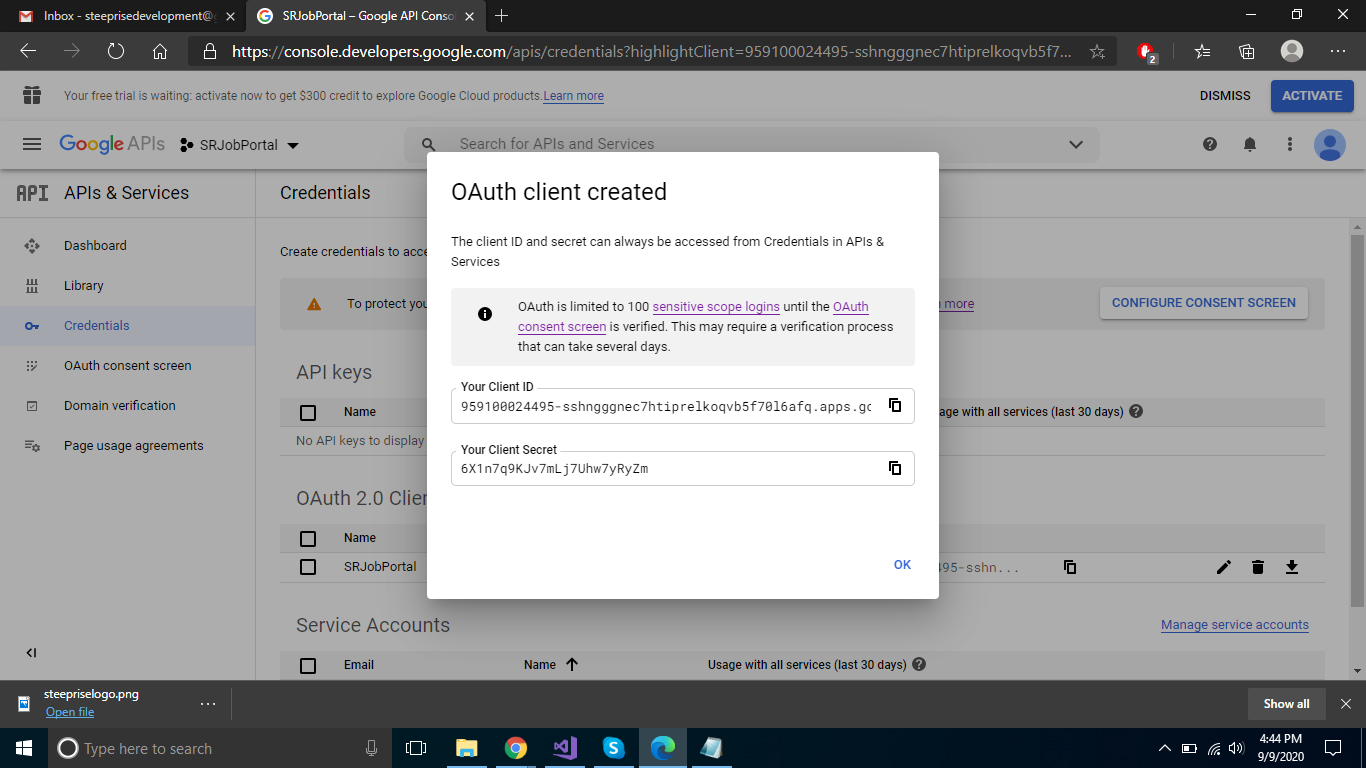 Inbox - steeprisedevelopment@g
SRJobPortal – Google API Conso
https://console.developers.google.com/apis/credentials?highlightClient=959100024495-sshngggnec7htiprelkoqvb5f7...
2
Your free trial is waiting: activate now to get $300 credit to explore Google Cloud products. Learn more
DISMISS
ACTIVATE
Google APIs
SRJobPortal
Search for APIs and Services
API
APIs & Services
Credentials
Dashboard
Library
Credentials
OAuth consent screen
Domain verification
Page usage agreements
Create credentials to acce
To protect you
more
CONFIGURE CONSENT SCREEN
API keys
Name
age with all services (last 30 days)
No API keys to display
OAuth 2.0 Clien
Name
SRJobPortal
495-sshn...
Service Accounts
Manage service accounts
Email
Name
Usage with all services (last 30 days)
OAuth client created
The client ID and secret can always be accessed from Credentials in APIs &
Services
OAuth is limited to 100 sensitive scope logins until the OAuth
consent screen is verified. This may require a verification process
that can take several days.
Your Client ID
959100024495-sshngggnec7htiprelkoqvb5f70l6afq.apps.go
Your Client Secret
6X1n7q9KJv7mLj7Uhw7yRyZm
OK
steepriselogo.png
Open file
Show all
Type here to search
4:44 PM
9/9/2020